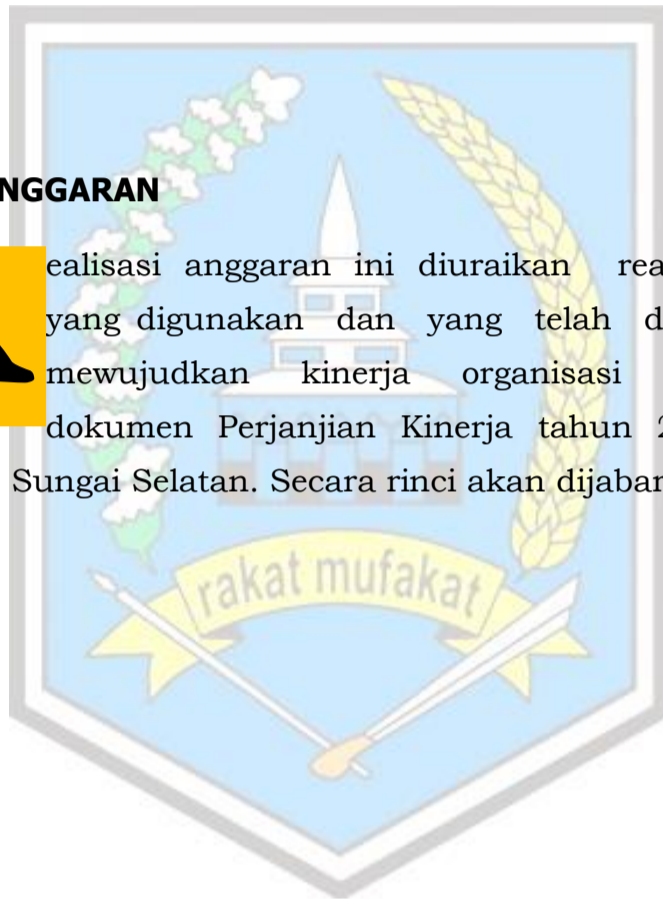 NGGARAN
ealisasi anggaran ini diuraikan rea
yang digunakan dan yang telah d
mewujudkan kinerja organisasi
dokumen Perjanjian Kinerja tahun 2
Sungai Selatan. Secara rinci akan dijabar
rakat mufakat